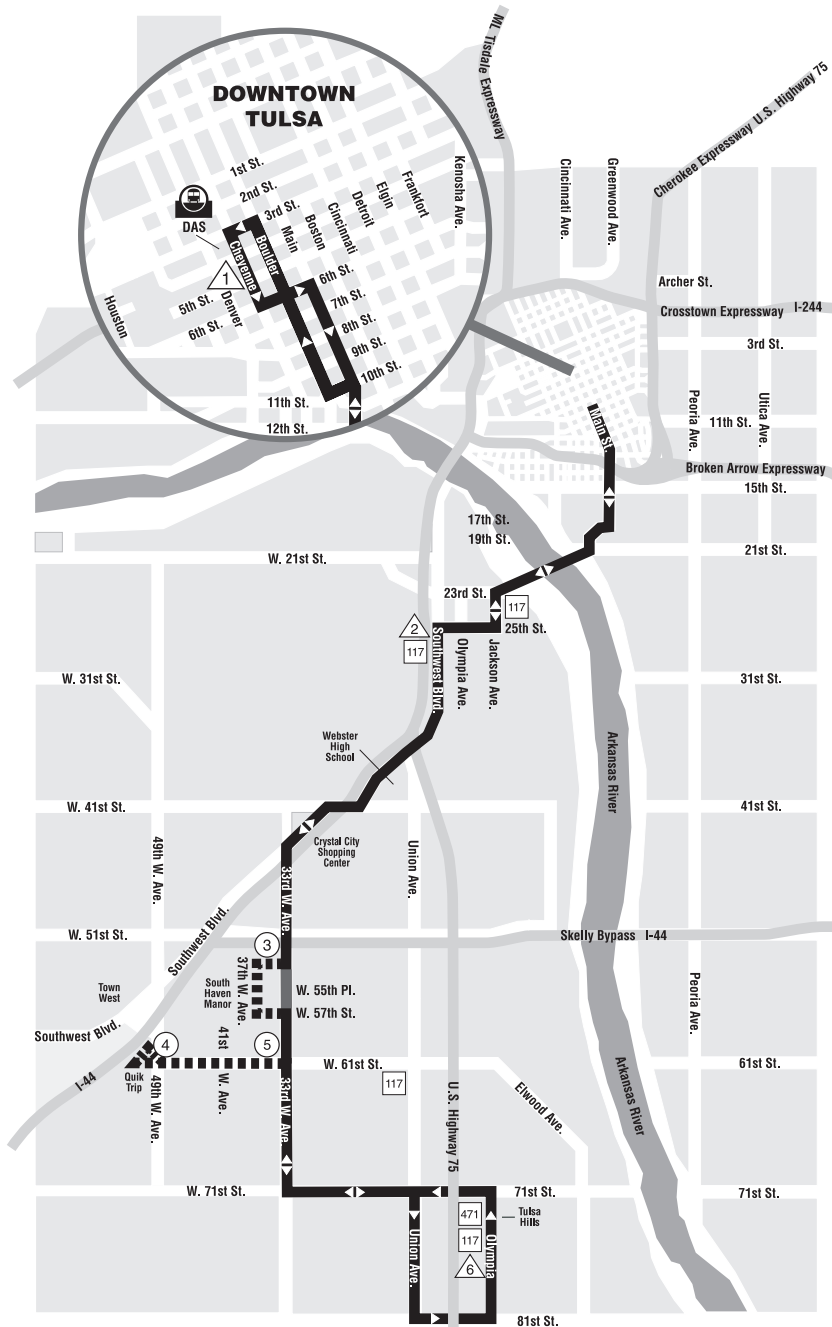 DOWNTOWN
TULSA
1st St.
2nd St.
3rd St.
DAS
Main
Boston
Cincinnati
Detroit
Elgin
Frankfort
Kenosha Ave.
Cheyenne
Boulder
1
5th St.
Denver
6th St.
Houston
6th St.
7th St.
8th St.
9th St.
10th St.
11th St.
12th St.
ML Tisdale Expressway
Cincinnati Ave.
Greenwood Ave.
Cherokee Expressway U.S. Highway 75
Archer St.
Crosstown Expressway I-244
3rd St.
Peoria Ave.
Utica Ave.
11th St.
Main St.
Broken Arrow Expressway
15th St.
17th St.
19th St.
W. 21st St.
21st St.
23rd St.
117
25th St.
2
117
Southwest Blvd.
Olympia Ave.
Jackson Ave.
W. 31st St.
31st St.
Webster
High
School
Arkansas River
W. 41st St.
41st St.
Crystal City
Shopping
Center
49th W. Ave.
33rd W. Ave.
Union Ave.
Southwest Blvd.
W. 51st St.
Skelly Bypass I-44
3
37th W. Ave.
South
Haven
Manor
W. 55th Pl.
W. 57th St.
Town
West
Peoria Ave.
Southwest Blvd.
4
41st
W. Ave.
5
W. 61st St.
61st St.
I-44
Quik
Trip
49th W. Ave.
33rd W. Ave.
117
U.S. Highway 75
Elwood Ave.
Arkansas River
W. 71st St.
71st St.
71st St.
471
117
6
Tulsa
Hills
Union Ave.
Olympia
81st St.